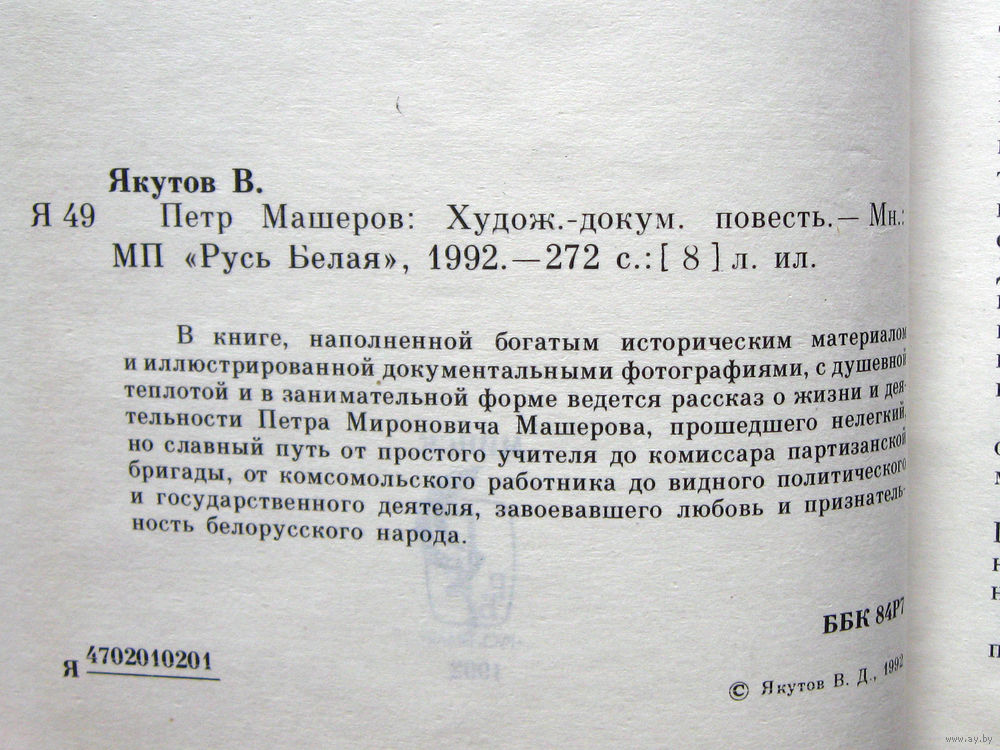 Якутов В.
Я 49 Петр Машеров: Худож.-докум. повесть.— Мн.:
МП «Русь Белая», 1992.—272 с.: [ 8 ] л. ил.
В книге, наполненной богатым историческим материалом
и иллюстрированной документальными фотографиями, с душевной
теплотой и в занимательной форме ведется рассказ о жизни и дея-
тельности Петра Мироновича Машерова, прошедшего нелегкий,
но славный путь от простого учителя до комиссара партизанской
бригады, от комсомольского работника до видного политического
и государственного деятеля, завоевавшего любовь и признатель-
ность белорусского народа.
ББК 84Р7
Я 4702010201
© Якутов В. Д., 1992
www.ay.by